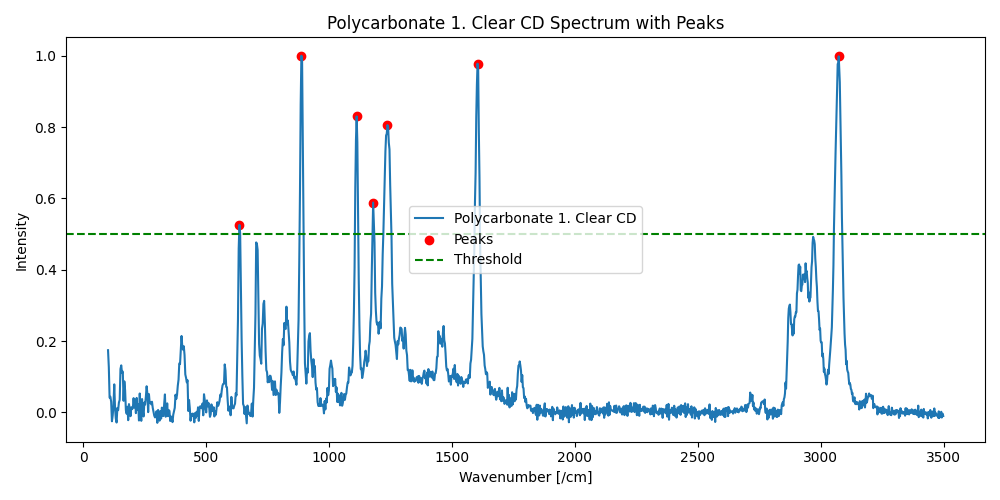 Polycarbonate 1. Clear CD Spectrum with Peaks
1.0
0.8
0.6
0.4
0.2
0.0
Intensity
Polycarbonate 1. Clear CD
Peaks
Threshold
0 500 1000 1500 2000 2500 3000 3500
Wavenumber [/cm]